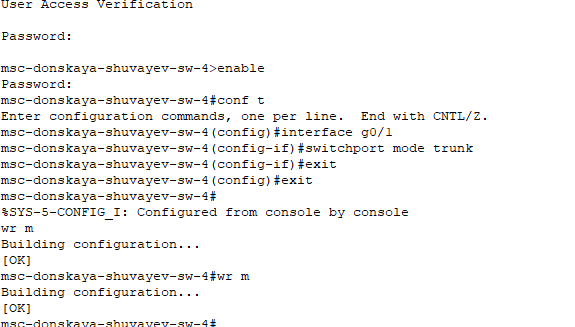 User Access Verification
Password:
msc-donskaya-shuvayev-sw-4>enable
Password:
msc-donskaya-shuvayev-sw-4#conf t
Enter configuration commands, one per line.  End with CNTL/Z.
msc-donskaya-shuvayev-sw-4(config)#interface g0/1
msc-donskaya-shuvayev-sw-4(config-if)#switchport mode trunk
msc-donskaya-shuvayev-sw-4(config-if)#exit
msc-donskaya-shuvayev-sw-4(config)#exit
msc-donskaya-shuvayev-sw-4#
%SYS-5-CONFIG_I: Configured from console by console
wr m
Building configuration...
[OK]
msc-donskaya-shuvayev-sw-4#wr m
Building configuration...
[OK]
msc-donskaya-shuvayev-sw-4#